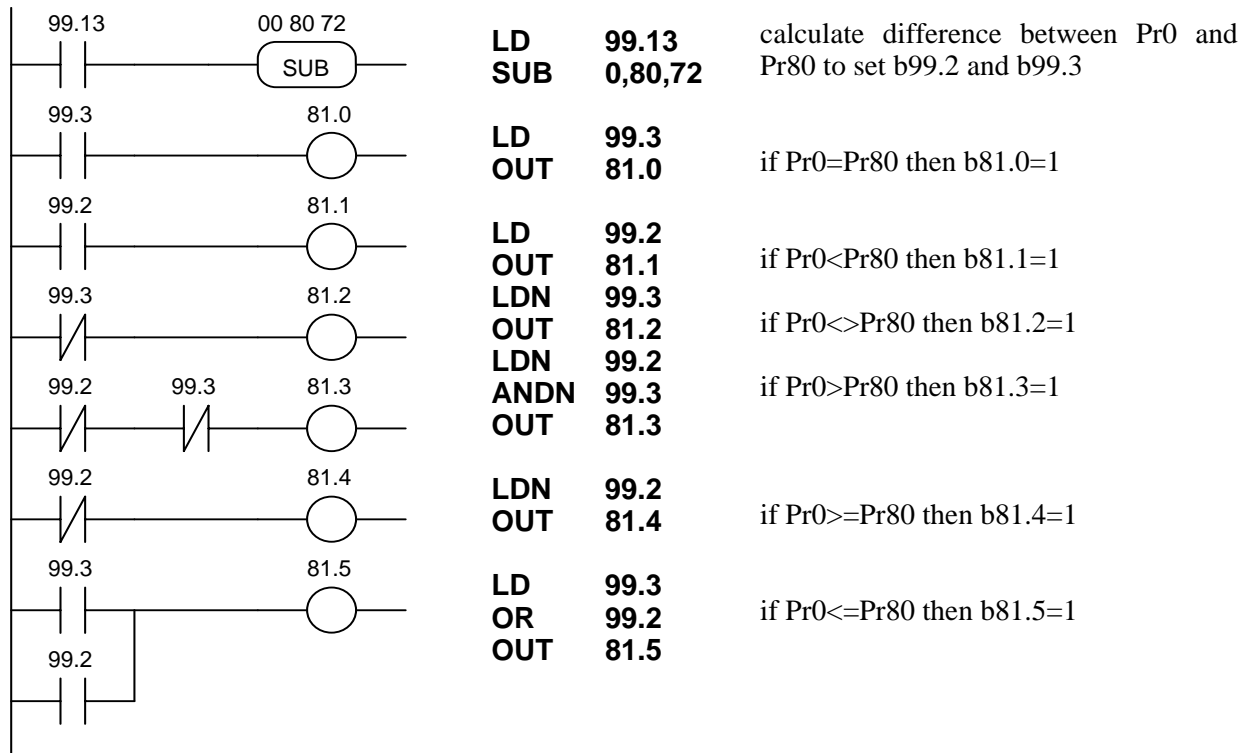 99.13 00 80 72
SUB
99.3 81.0
99.2 81.1
99.3 81.2
99.2 99.3 81.3
99.2 81.4
99.3 81.5
99.2
LD 99.13
SUB 0,80,72
LD 99.3
OUT 81.0
LD 99.2
OUT 81.1
LDN 99.3
OUT 81.2
LDN 99.2
ANDN 99.3
OUT 81.3
LDN 99.2
OUT 81.4
LD 99.3
OR 99.2
OUT 81.5
calculate difference between Pr0 and
Pr80 to set b99.2 and b99.3
if Pr0=Pr80 then b81.0=1
if Pr0<Pr80 then b81.1=1
if Pr0<>Pr80 then b81.2=1
if Pr0>Pr80 then b81.3=1
if Pr0>=Pr80 then b81.4=1
if Pr0<=Pr80 then b81.5=1